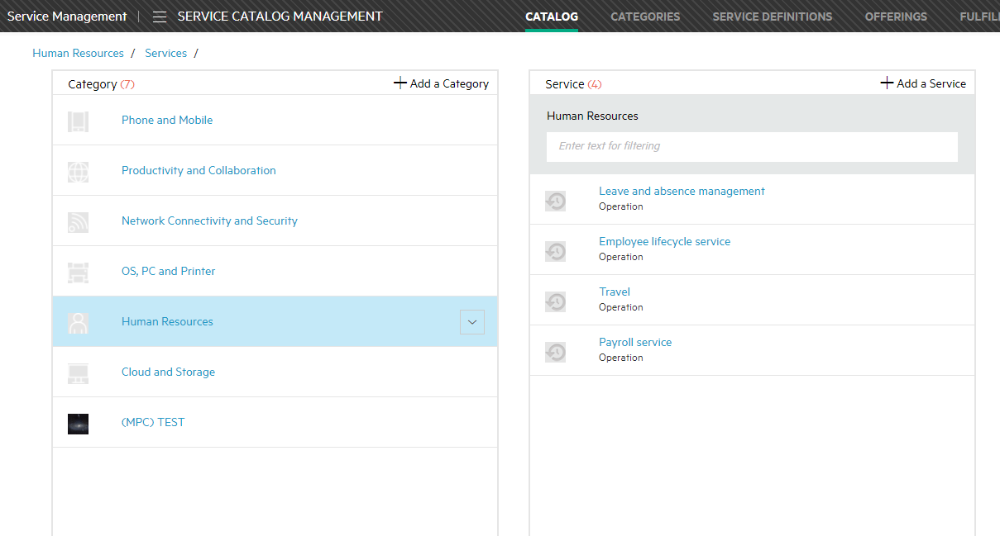 Service Management | ☰ SERVICE CATALOG MANAGEMENT CATALOG CATEGORIES SERVICE DEFINITIONS OFFERINGS FULFIL
Human Resources / Services /
Category (7) + Add a Category
Phone and Mobile
Productivity and Collaboration
Network Connectivity and Security
OS, PC and Printer
Human Resources
Cloud and Storage
(MPC) TEST
Service (4) + Add a Service
Human Resources
Enter text for filtering
Leave and absence management
Operation
Employee lifecycle service
Operation
Travel
Operation
Payroll service
Operation